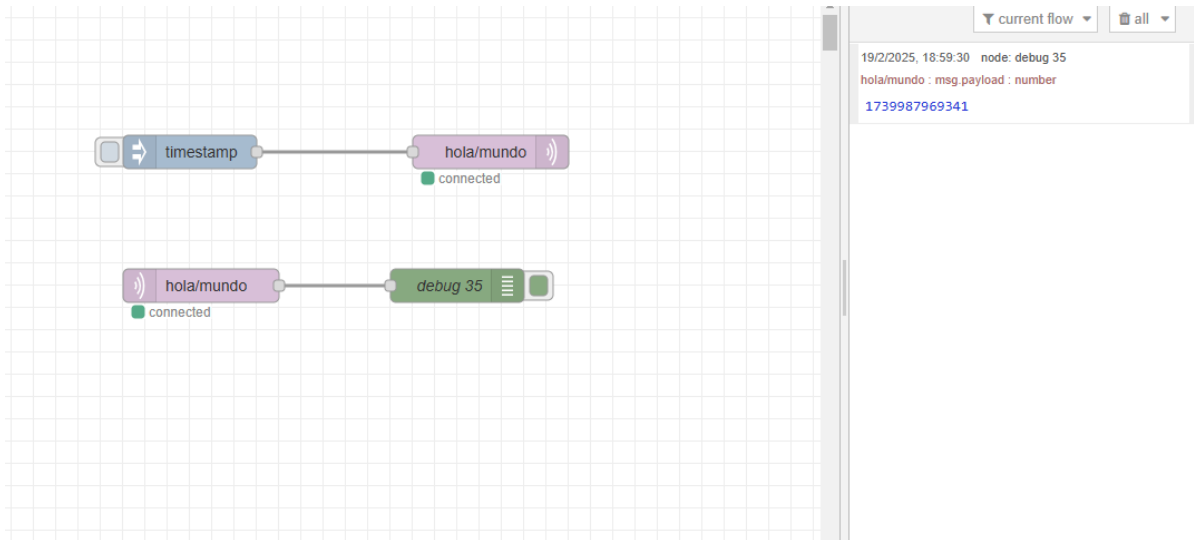 current flow
all
19/2/2025, 18:59:30 node: debug 35
hola/mundo : msg.payload : number
1739987969341
timestamp
hola/mundo
connected
hola/mundo
debug 35
connected